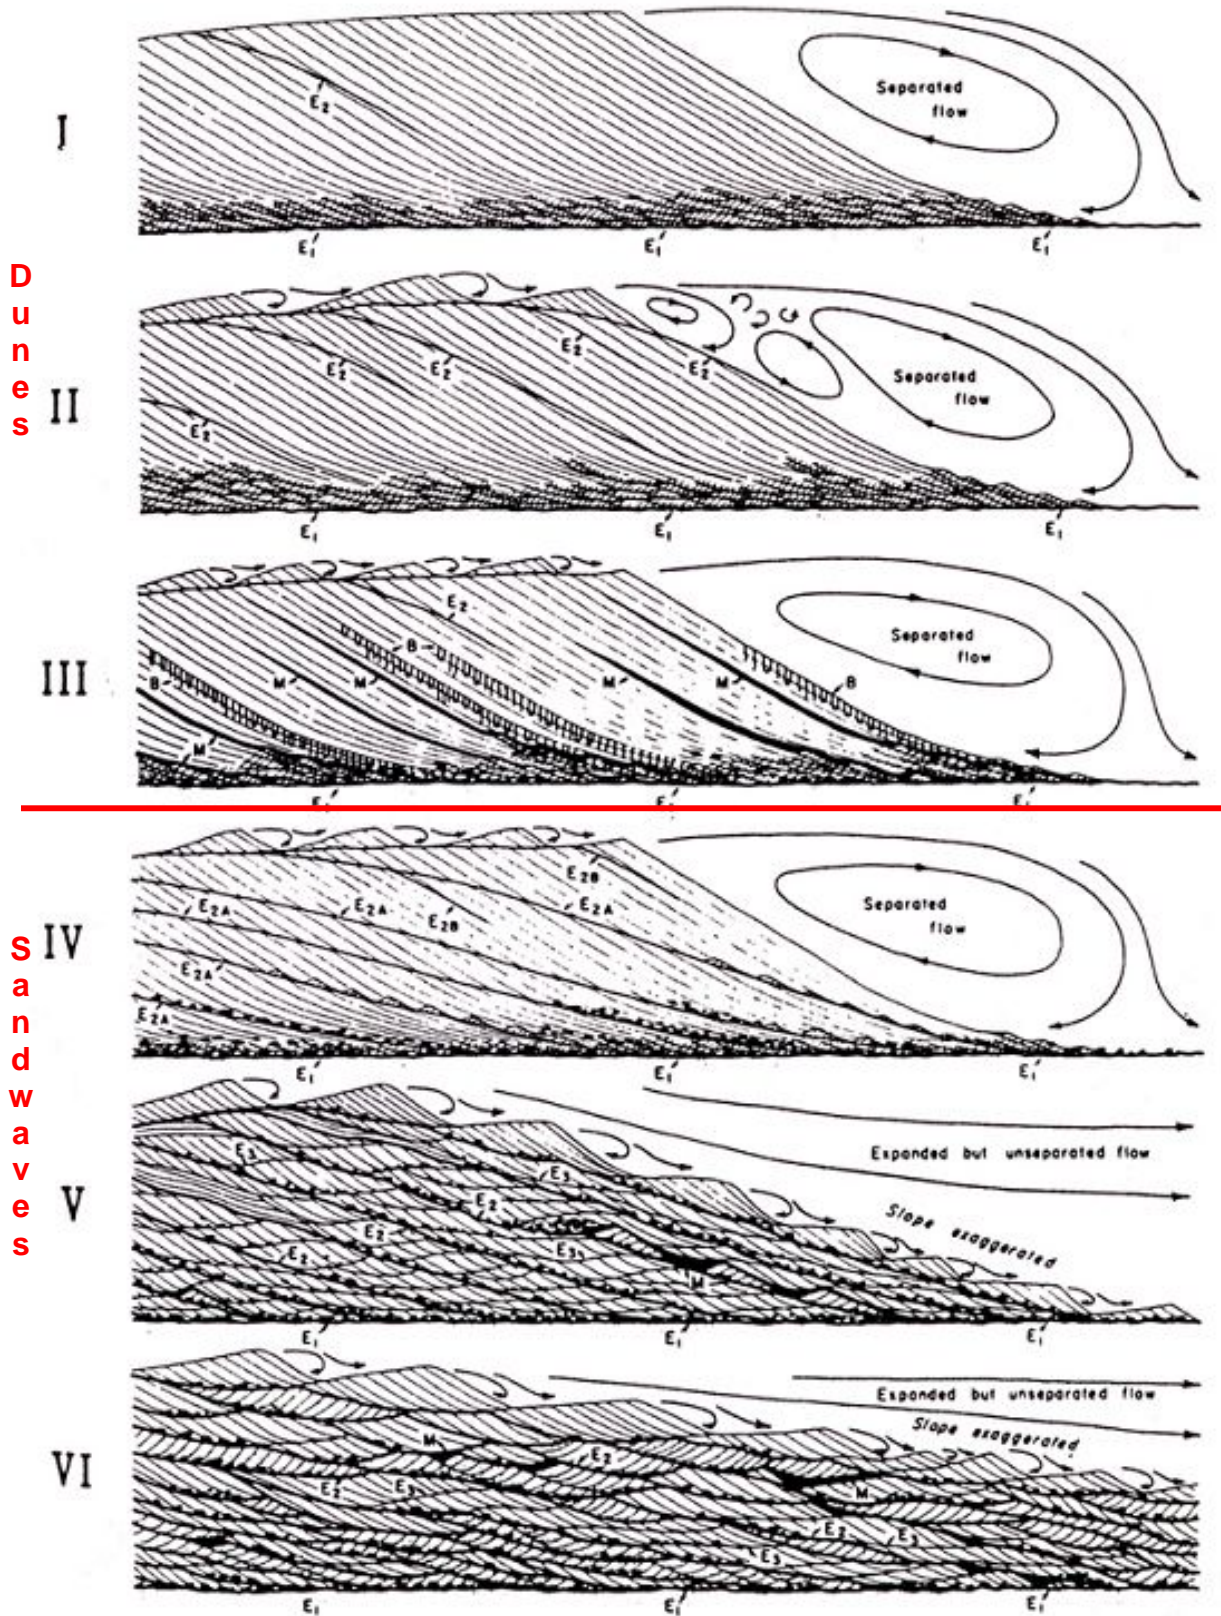 Dunes
I
Separated
flow
E2
E1' E1' E1'
II
Separated
flow
E2 E2 E2 E2
E2
E1' E1' E1'
III
Separated
flow
E2
B
B M M M M B
M
E1' E1' E1'
Sandwaves
IV
Separated
flow
E2B
E2A E2A E2B E2A
E2A
E2A
E1' E1' E1'
V
Expanded but unseparated flow
Slope exaggerated
E3 E3
E2
E2
E2 E3
M
E1' E1' E1'
VI
Expanded but unseparated flow
Slope exaggerated
M E2
E2 E3 M
E2 E3
E3
E1 E1' E1'